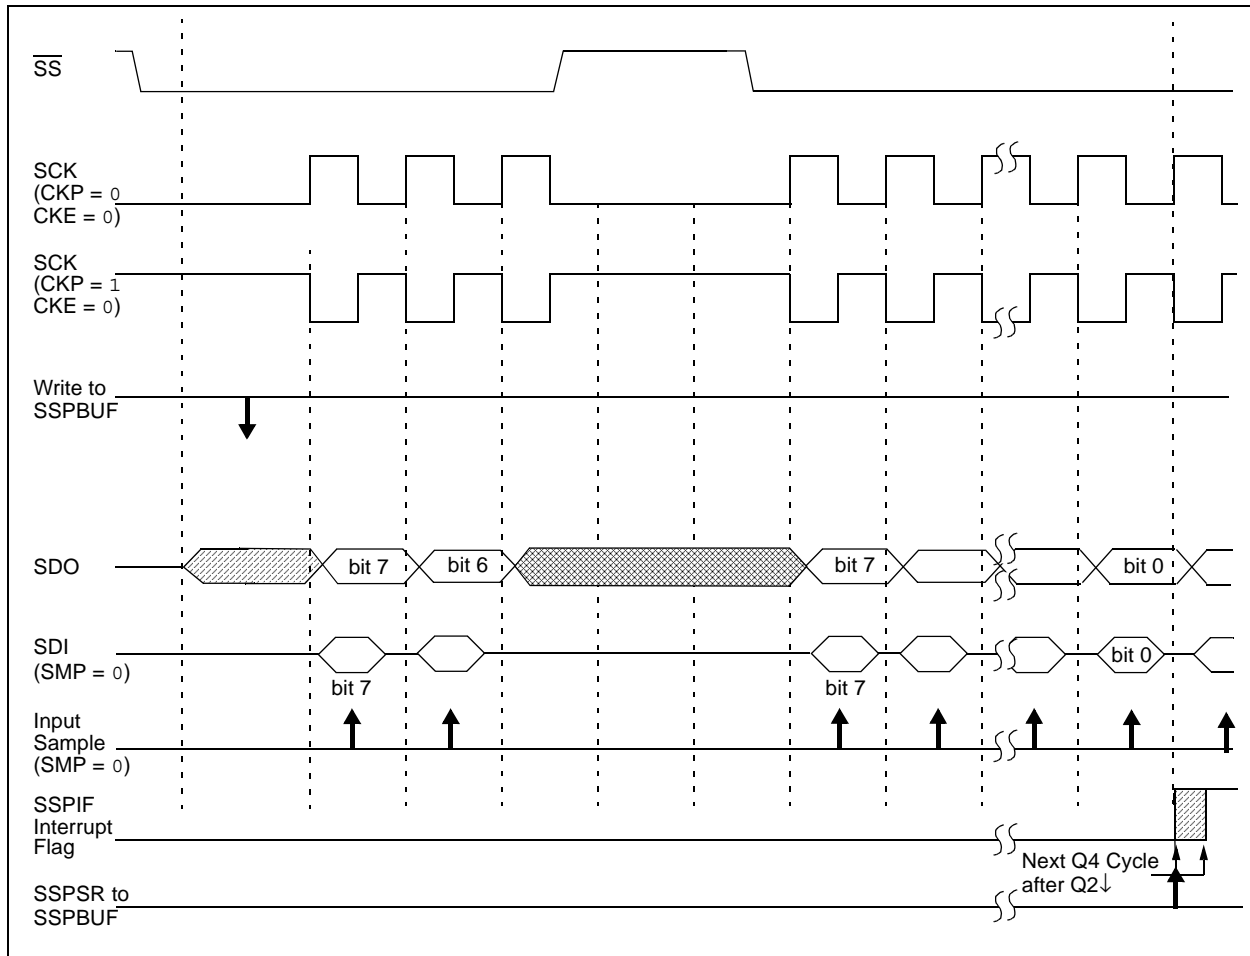 SS
SCK
(CKP = 0
CKE = 0)
SCK
(CKP = 1
CKE = 0)
Write to
SSPBUF
SDO
bit 7
bit 6
bit 7
bit 0
SDI
(SMP = 0)
bit 7
bit 7
bit 0
Input
Sample
(SMP = 0)
SSPIF
Interrupt
Flag
Next Q4 Cycle
after Q2↓
SSPSR to
SSPBUF